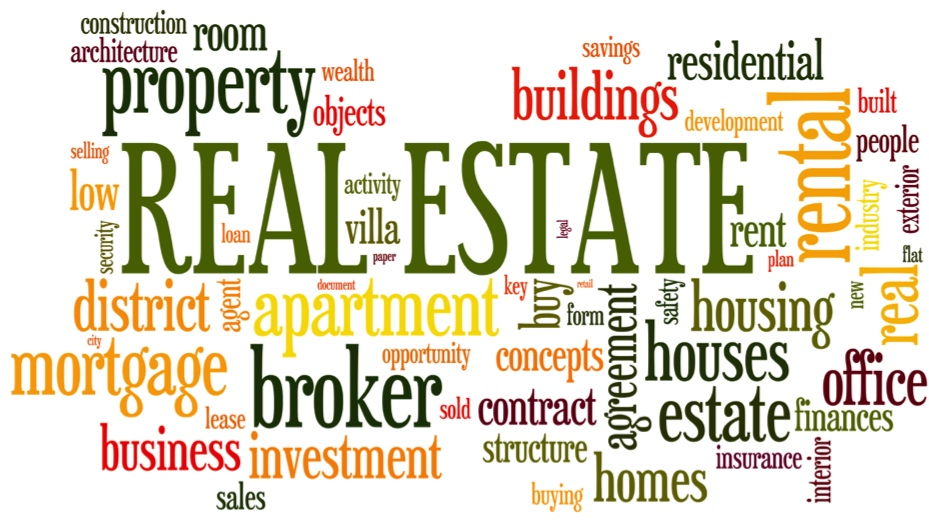 construction
room
architecture
property
wealth
objects
savings
residential
buildings
development
rental
built
people
selling
low
REAL ESTATE
activity
villa
loan
paper
legal
security
rent
plan
industry
exterior
flat
district
agent
document
apartment
key
buy
retail
form
agreement
safety
housing
new
real
city
mortgage
broker
opportunity
concepts
houses
office
lease
sold
contract
estate
finances
business
investment
structure
insurance
interior
homes
sales
buying